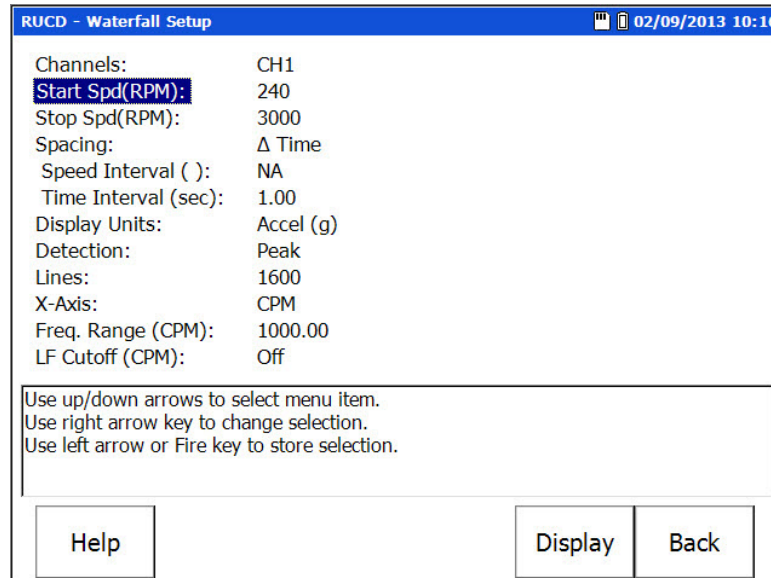 RUCD - Waterfall Setup 02/09/2013 10:16
Channels: CH1
Start Spd(RPM): 240
Stop Spd(RPM): 3000
Spacing: Δ Time
Speed Interval ( ): NA
Time Interval (sec): 1.00
Display Units: Accel (g)
Detection: Peak
Lines: 1600
X-Axis: CPM
Freq. Range (CPM): 1000.00
LF Cutoff (CPM): Off
Use up/down arrows to select menu item.
Use right arrow key to change selection.
Use left arrow or Fire key to store selection.
Help Display Back